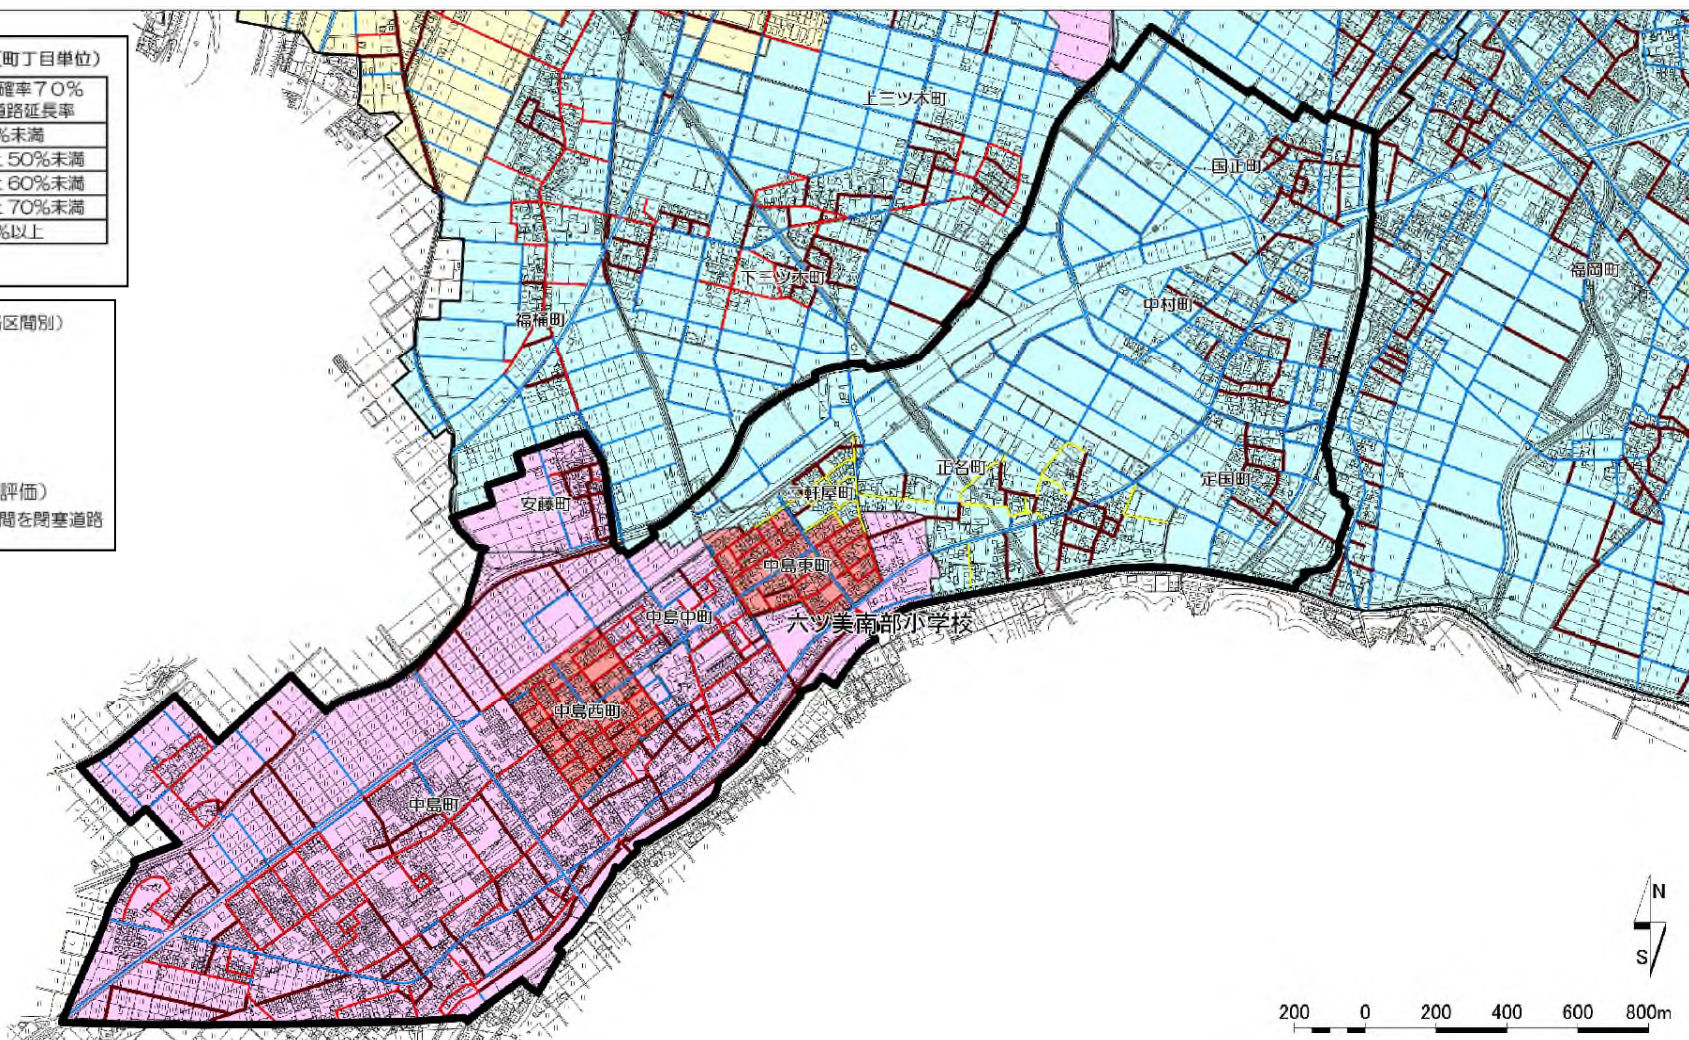 (町丁目単位)
確率70%
道路延長率
%未満
上 50%未満
上 60%未満
上 70%未満
%以上
区間別)
評価)
間を閉塞道路
上三ツ木町
国正町
福岡町
下三ツ木町
中村町
福桶町
正名町
定国町
三軒屋町
安藤町
中島東町
中島中町
六ツ美南部小学校
中島西町
中島町
N
S
200 0 200 400 600 800m